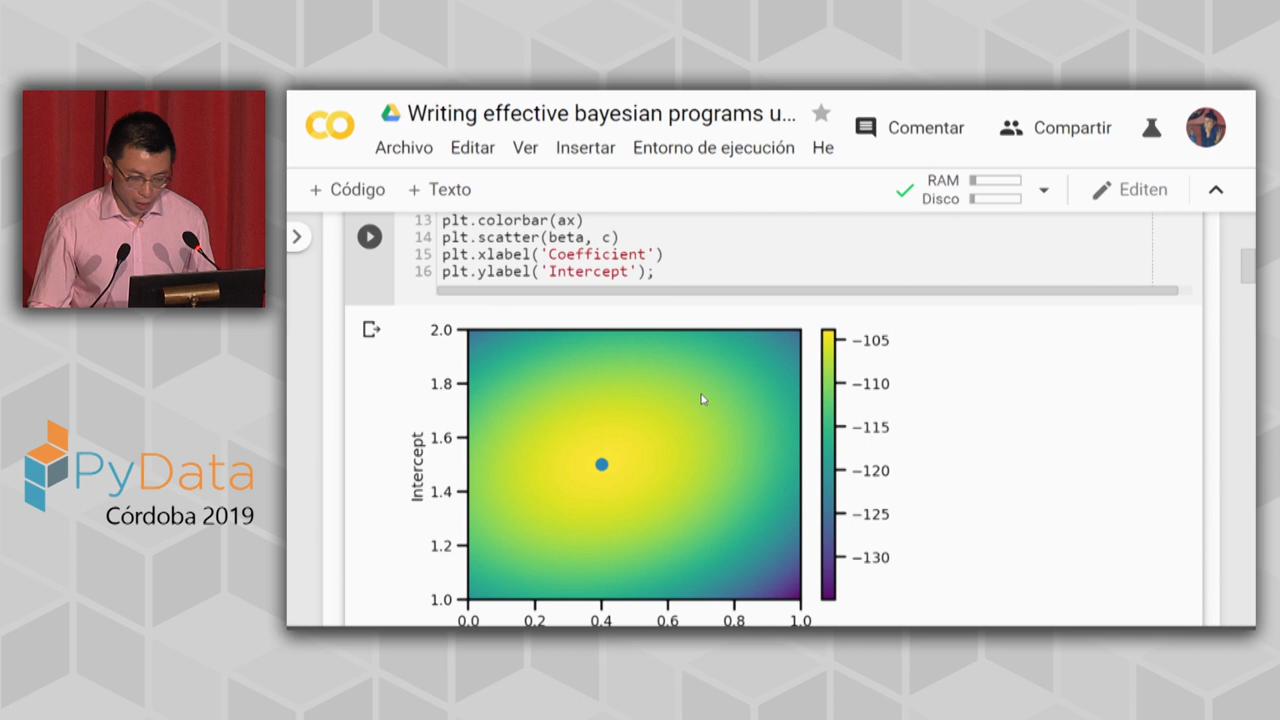 CO
Writing effective bayesian programs u...
Comentar
Compartir
Archivo Editar Ver Insertar Entorno de ejecución He
+ Código + Texto
RAM
Disco
Editen
13 plt.colorbar(ax)
14 plt.scatter(beta, c)
15 plt.xlabel('Coefficient')
16 plt.ylabel('Intercept');
2.0
1.8
1.6
1.4
1.2
1.0
Intercept
0.0 0.2 0.4 0.6 0.8 1.0
−105
−110
−115
−120
−125
−130
PyData
Córdoba 2019